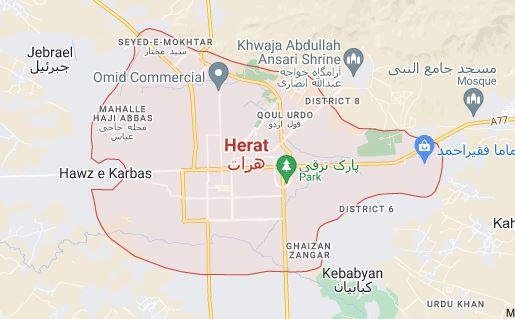 Jebrael
جبرئیل
SEYED-E-MOKHTAR
سید مختار
Khwaja Abdullah
Ansari Shrine
آرامگاه خواجه
عبدالله انصاری
مسجد جامع النبی
Mosque
Omid Commercial
DISTRICT 8
MAHALLE
HAJI ABBAS
محله حاجی
عباس
QOUL URDO
قول اردو
A77
Herat
هرات
ماما فقیراحمد
پارک ترقی
Park
Hawz e Karbas
DISTRICT 6
Kah
GHAIZAN
ZANGAR
Kebabyan
کبابیان
URDU KHAN
M